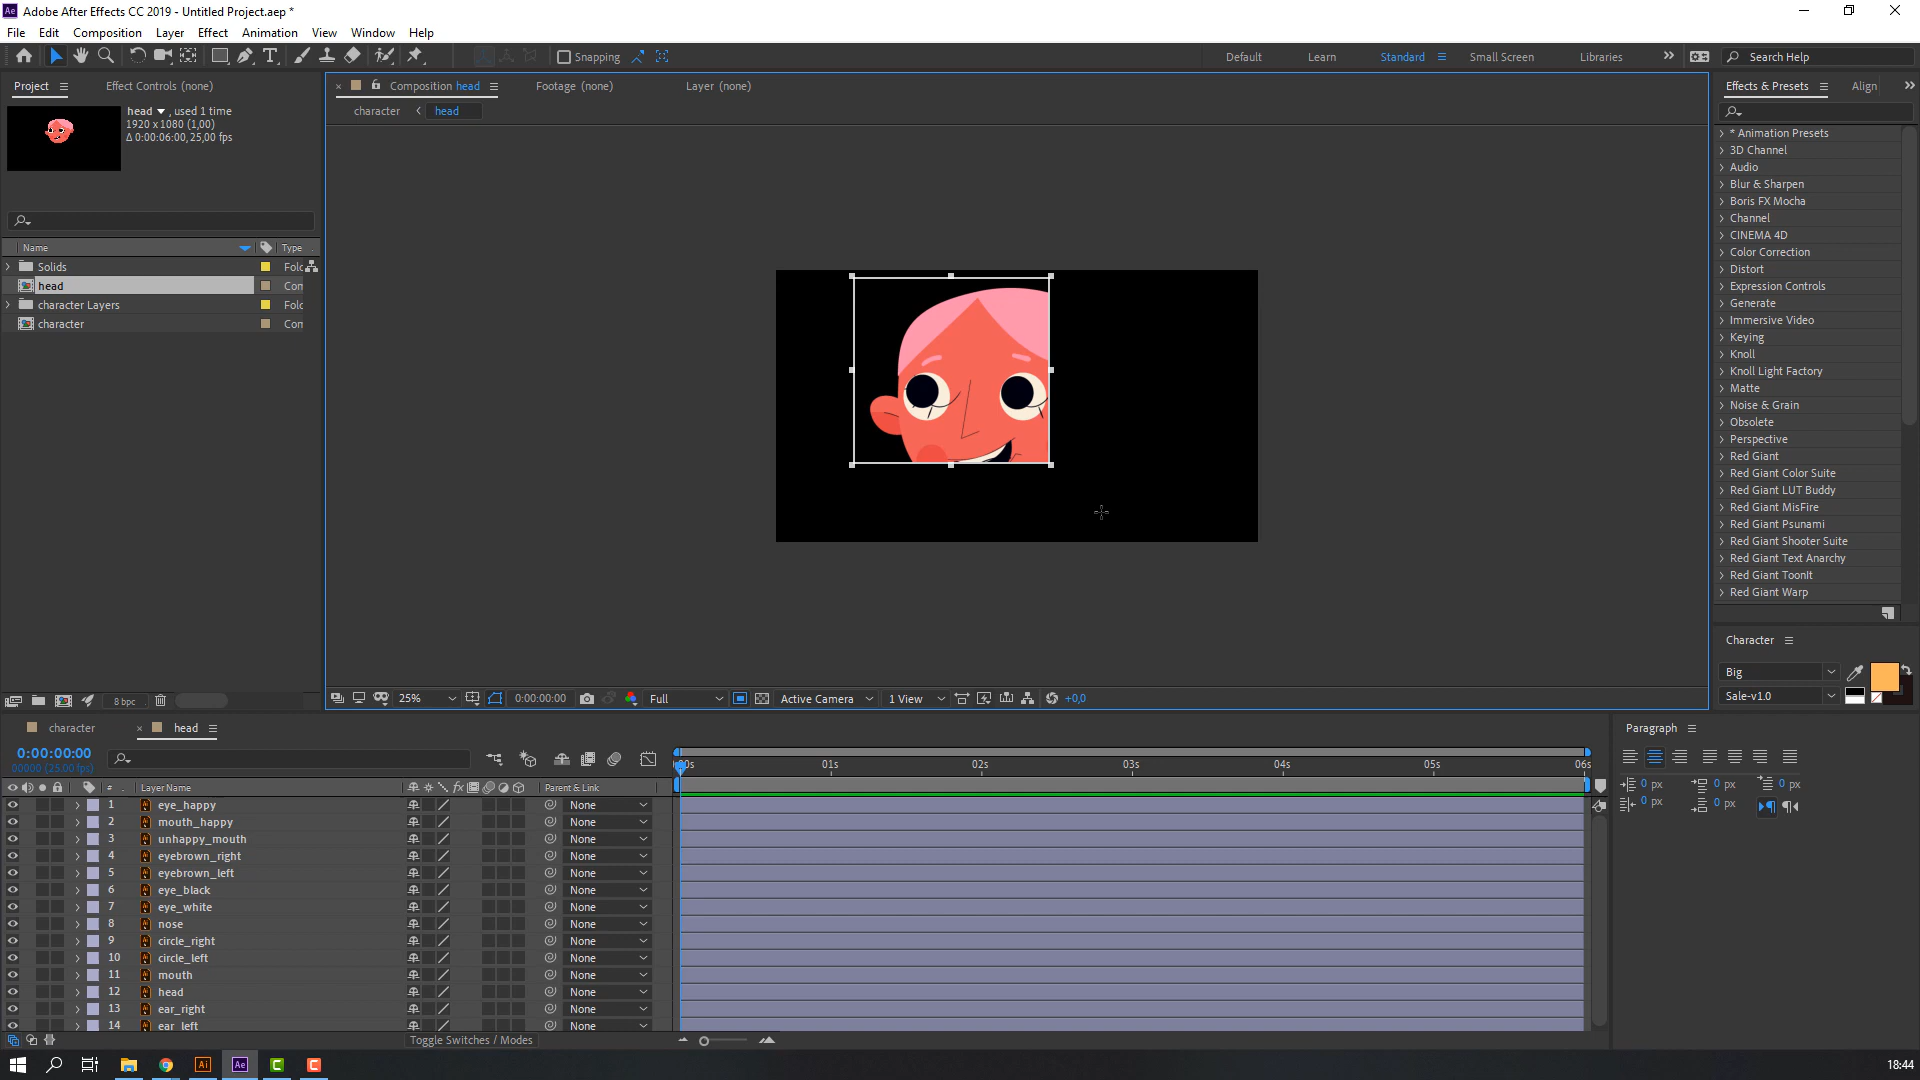 Adobe After Effects CC 2019 - Untitled Project.aep *
File Edit Composition Layer Effect Animation View Window Help
Snapping
Default Learn Standard Small Screen Libraries
Search Help
Project
Effect Controls (none)
head , used 1 time
1920 x 1080 (1,00)
Δ 0:00:06:00, 25,00 fps
Name Type
Solids Folc
head Con
character Layers Folc
character Con
8 bpc
Composition head
Footage (none)
Layer (none)
character head
25% 0:00:00:00 Full Active Camera 1 View +0,0
Effects & Presets Align
* Animation Presets
3D Channel
Audio
Blur & Sharpen
Boris FX Mocha
Channel
CINEMA 4D
Color Correction
Distort
Expression Controls
Generate
Immersive Video
Keying
Knoll
Knoll Light Factory
Matte
Noise & Grain
Obsolete
Perspective
Red Giant
Red Giant Color Suite
Red Giant LUT Buddy
Red Giant MisFire
Red Giant Psunami
Red Giant Shooter Suite
Red Giant Text Anarchy
Red Giant ToonIt
Red Giant Warp
Character
Big
Sale-v1.0
character head
0:00:00:00
00000 (25.00 fps)
:00s 01s 02s 03s 04s 05s 06s
# Layer Name Parent & Link
1 eye_happy None
2 mouth_happy None
3 unhappy_mouth None
4 eyebrown_right None
5 eyebrown_left None
6 eye_black None
7 eye_white None
8 nose None
9 circle_right None
10 circle_left None
11 mouth None
12 head None
13 ear_right None
14 ear left None
Toggle Switches / Modes
Paragraph
0 px 0 px 0 px
0 px 0 px
Ai Ae C C
18:44